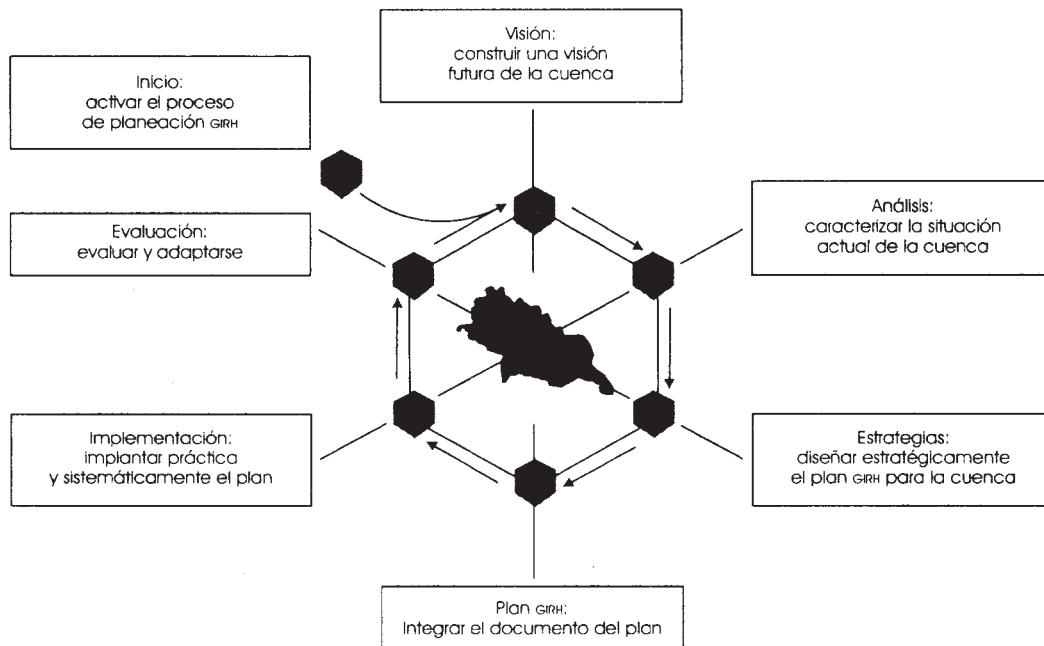 Visión:
construir una visión
futura de la cuenca
Inicio:
activar el proceso
de planeación GIRH
Análisis:
caracterizar la situación
actual de la cuenca
Evaluación:
evaluar y adaptarse
Estrategias:
diseñar estratégicamente
el plan GIRH para la cuenca
Implementación:
implantar práctica
y sistemáticamente el plan
Plan GIRH:
Integrar el documento del plan